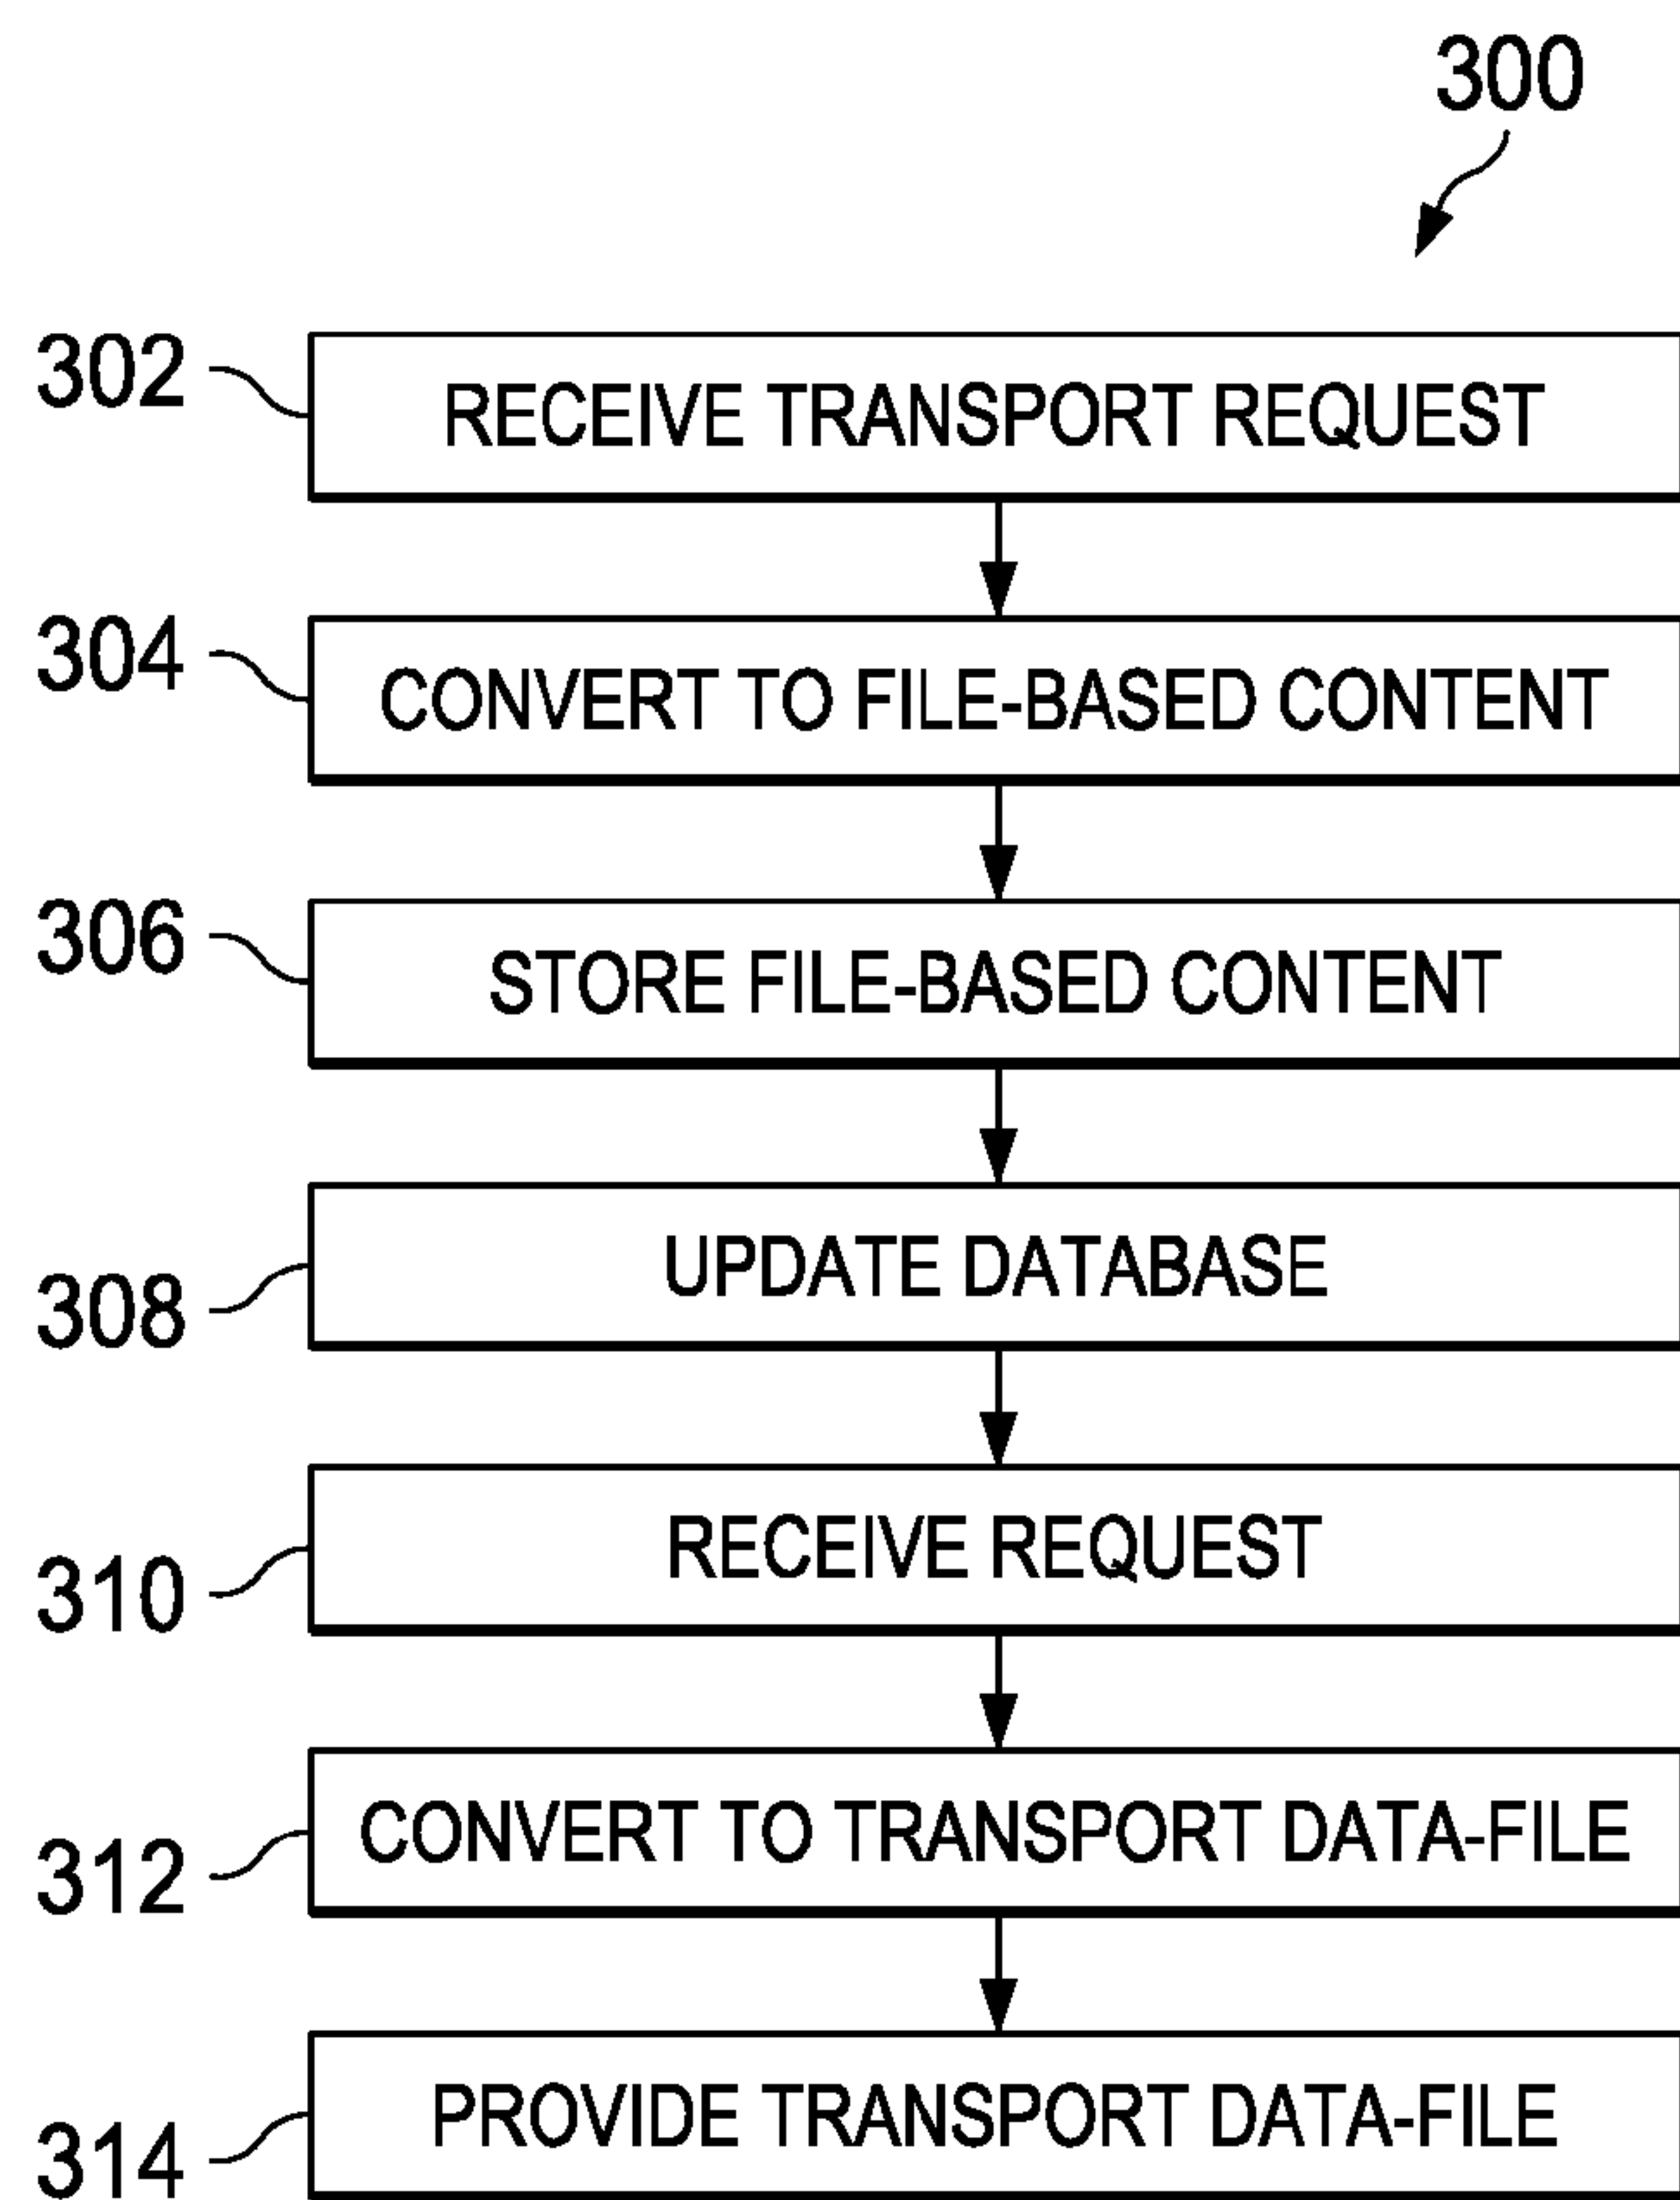 300
302 RECEIVE TRANSPORT REQUEST
304 CONVERT TO FILE-BASED CONTENT
306 STORE FILE-BASED CONTENT
308 UPDATE DATABASE
310 RECEIVE REQUEST
312 CONVERT TO TRANSPORT DATA-FILE
314 PROVIDE TRANSPORT DATA-FILE